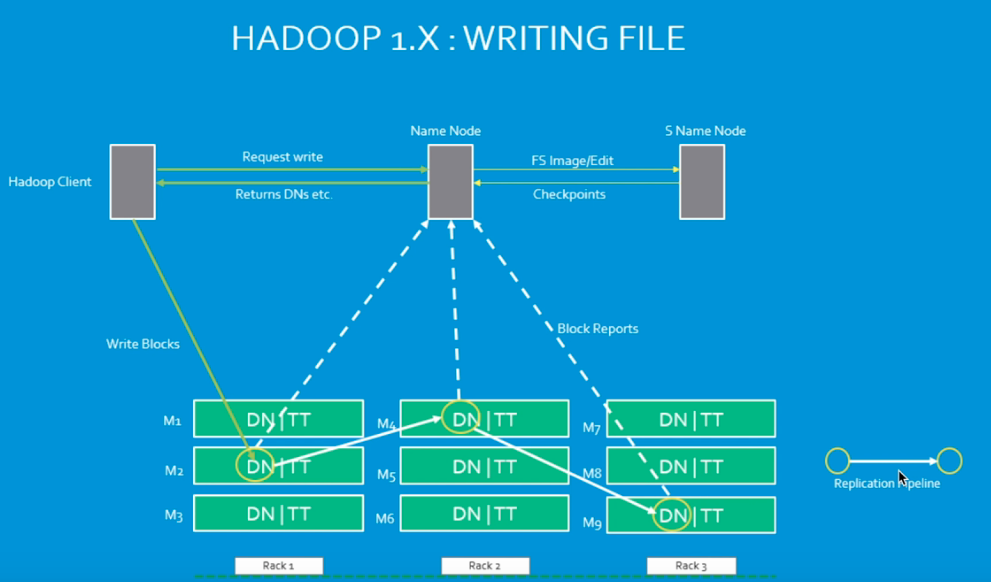 HADOOP 1.X : WRITING FILE
Name Node
S Name Node
Hadoop Client
Request write
Returns DNs etc.
FS Image/Edit
Checkpoints
Write Blocks
Block Reports
M1
DN|TT
M4
DN|TT
M7
DN|TT
M2
DN|TT
M5
DN|TT
M8
DN|TT
M3
DN|TT
M6
DN|TT
M9
DN|TT
Replication Pipeline
Rack 1
Rack 2
Rack 3